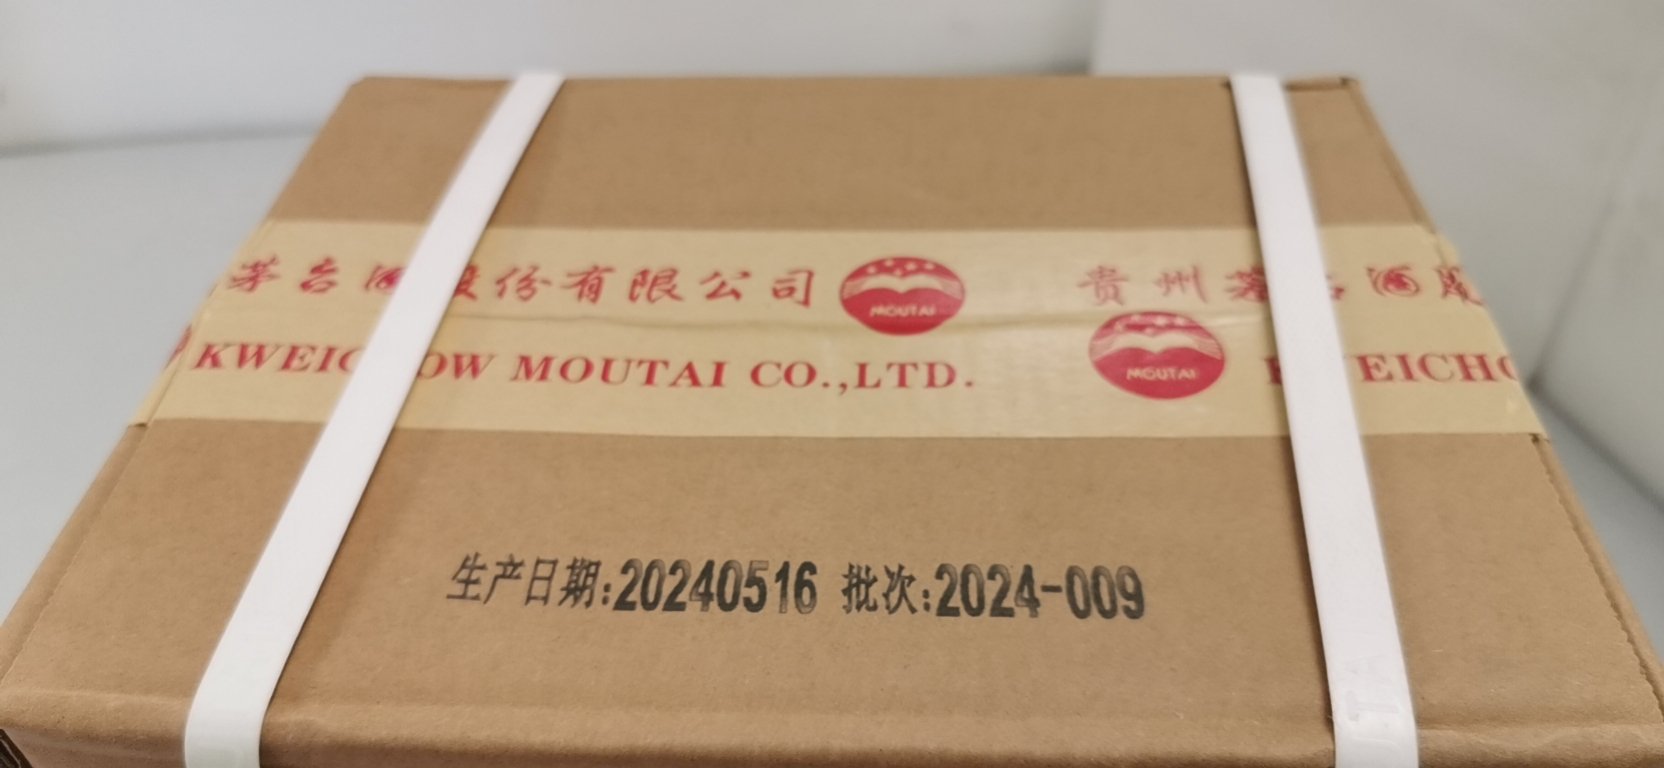 茅台酒股份有限公司 MOUTAI 贵州茅台酒股
KWEICHOW MOUTAI CO.,LTD. MOUTAI KWEICHO
生产日期:20240516 批次:2024-009